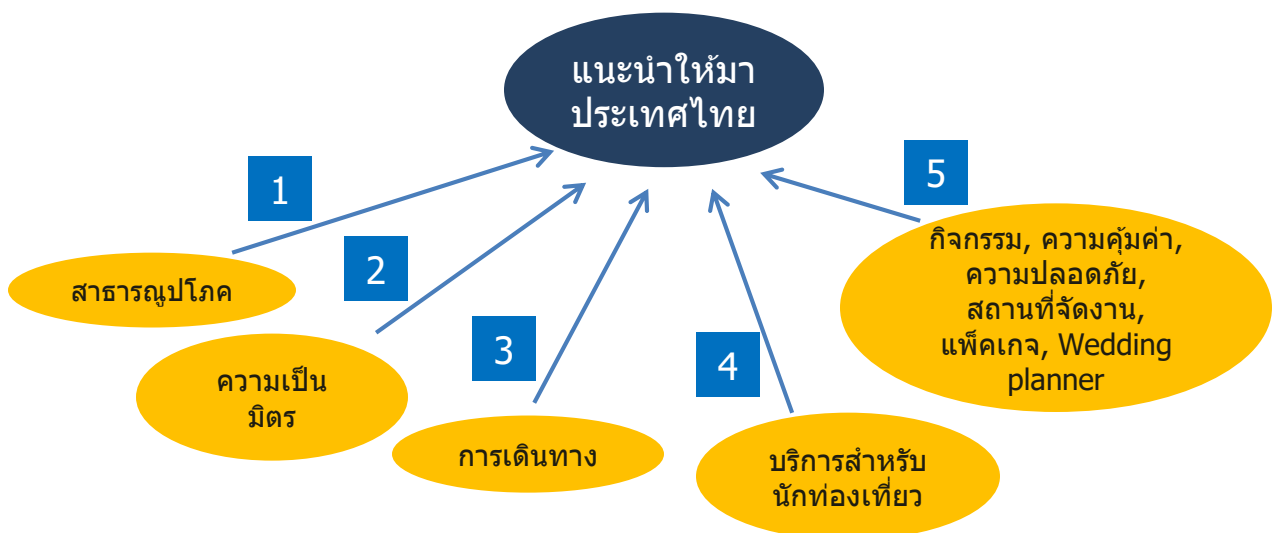 แนะนำให้มา
ประเทศไทย
1
สาธารณูปโภค
2
ความเป็น
มิตร
3
การเดินทาง
4
บริการสำหรับ
นักท่องเที่ยว
5
กิจกรรม, ความคุ้มค่า,
ความปลอดภัย,
สถานที่จัดงาน,
แพ็คเกจ, Wedding
planner